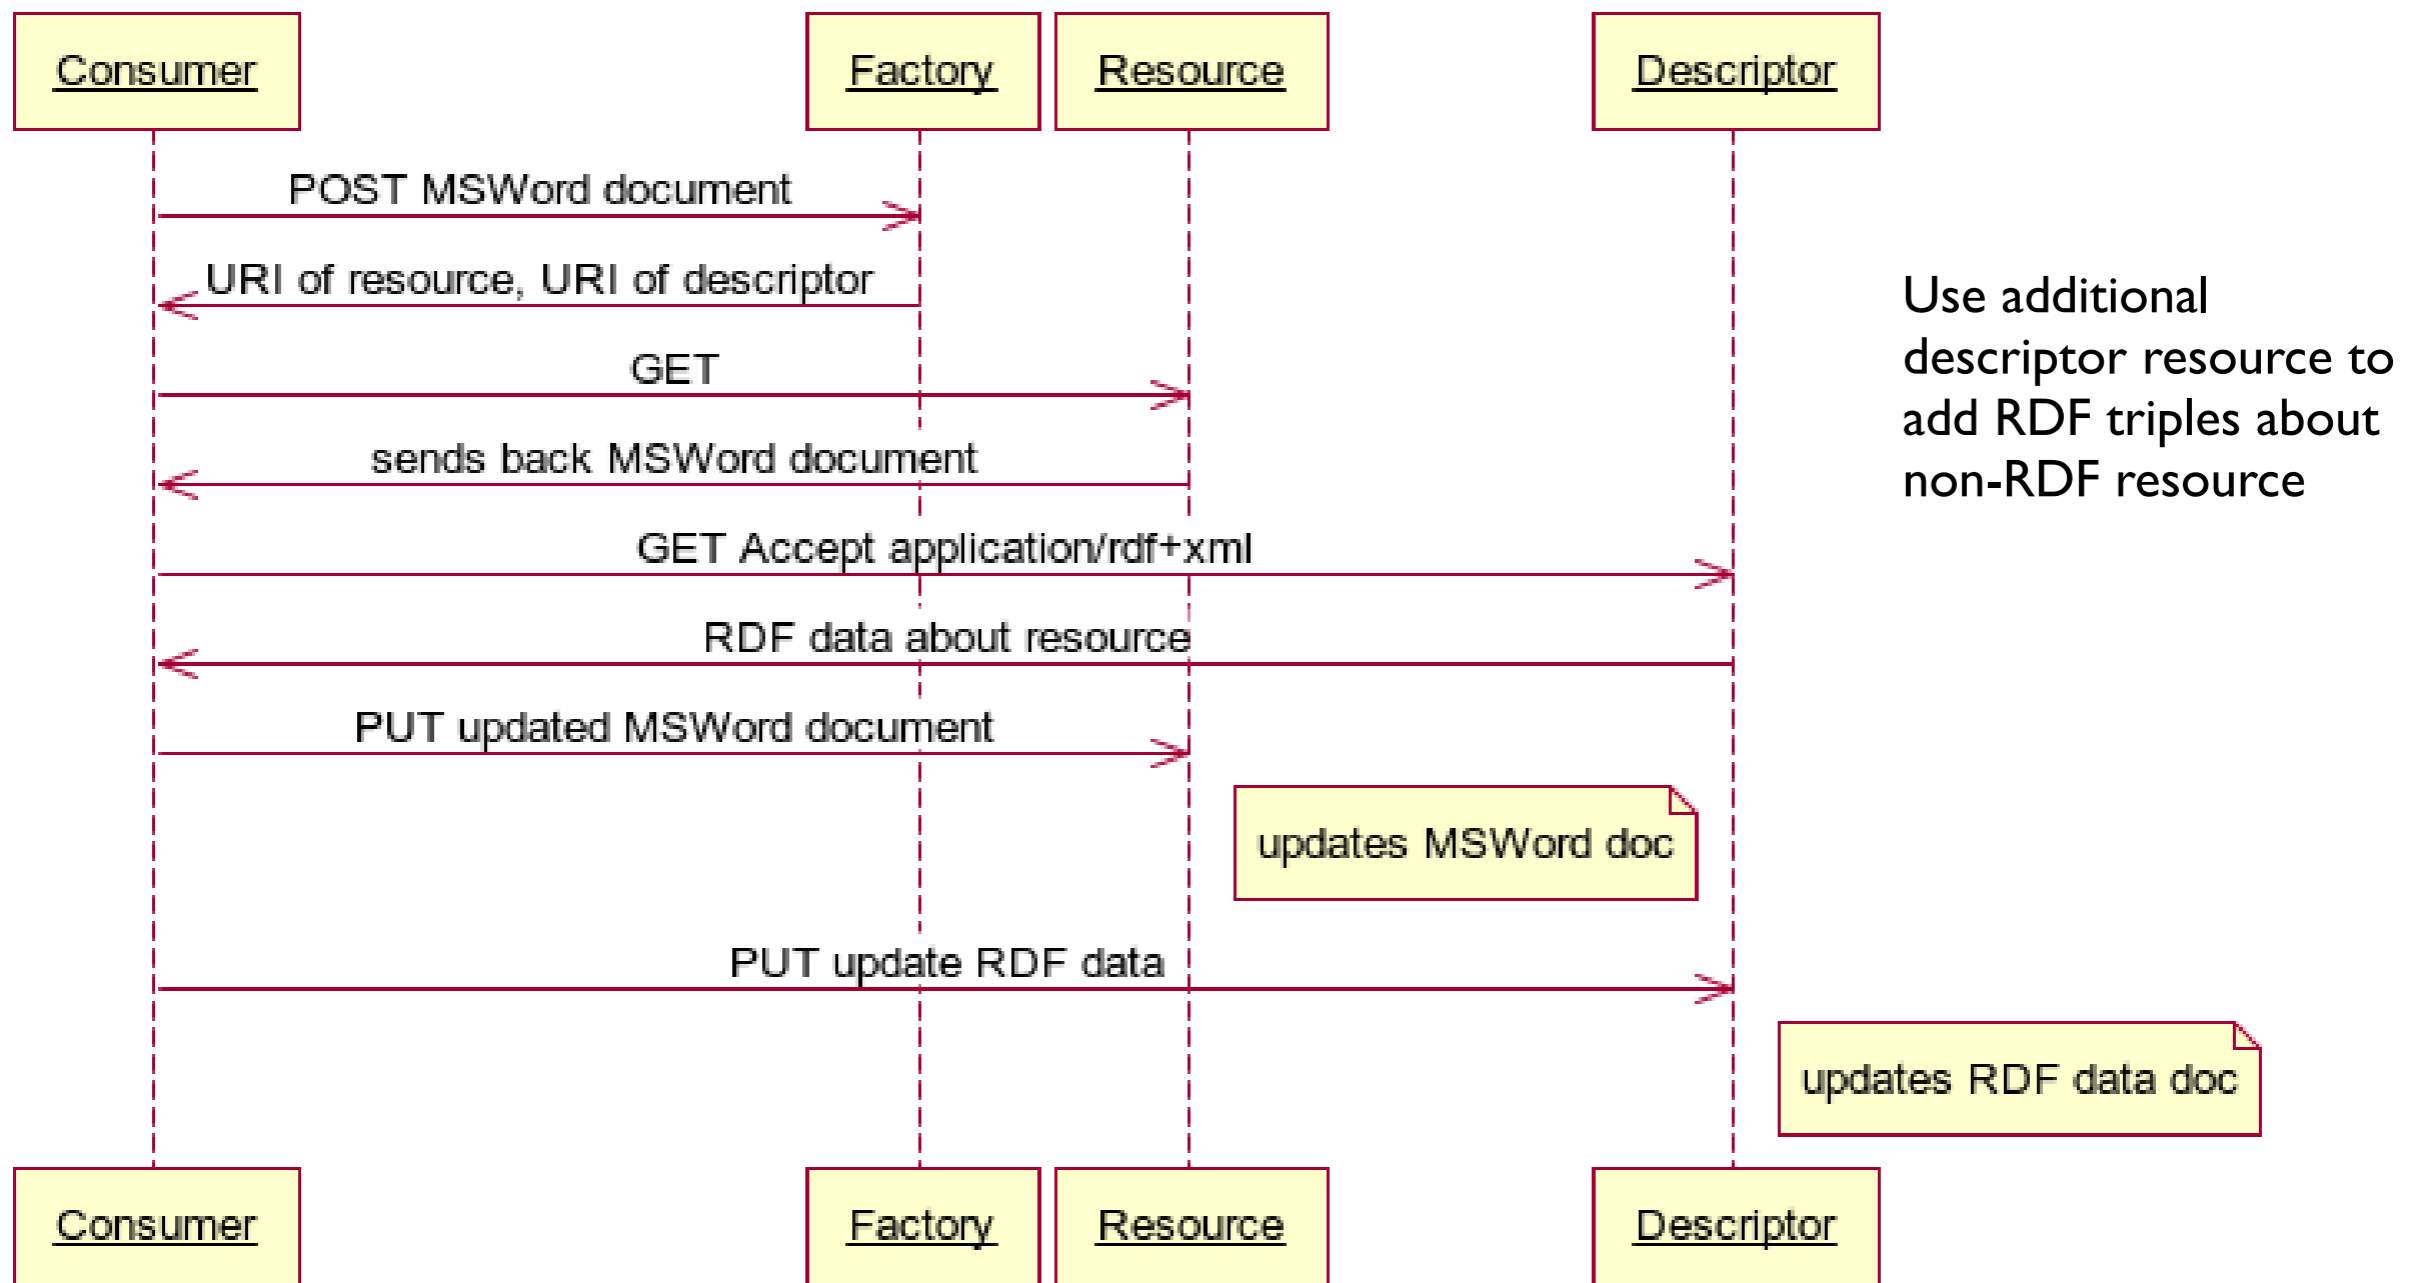 Consumer
Factory
Resource
Descriptor
POST MSWord document
URI of resource, URI of descriptor
GET
sends back MSWord document
GET Accept application/rdf+xml
RDF data about resource
PUT updated MSWord document
updates MSWord doc
PUT update RDF data
updates RDF data doc
Use additional
descriptor resource to
add RDF triples about
non-RDF resource
Consumer
Factory
Resource
Descriptor